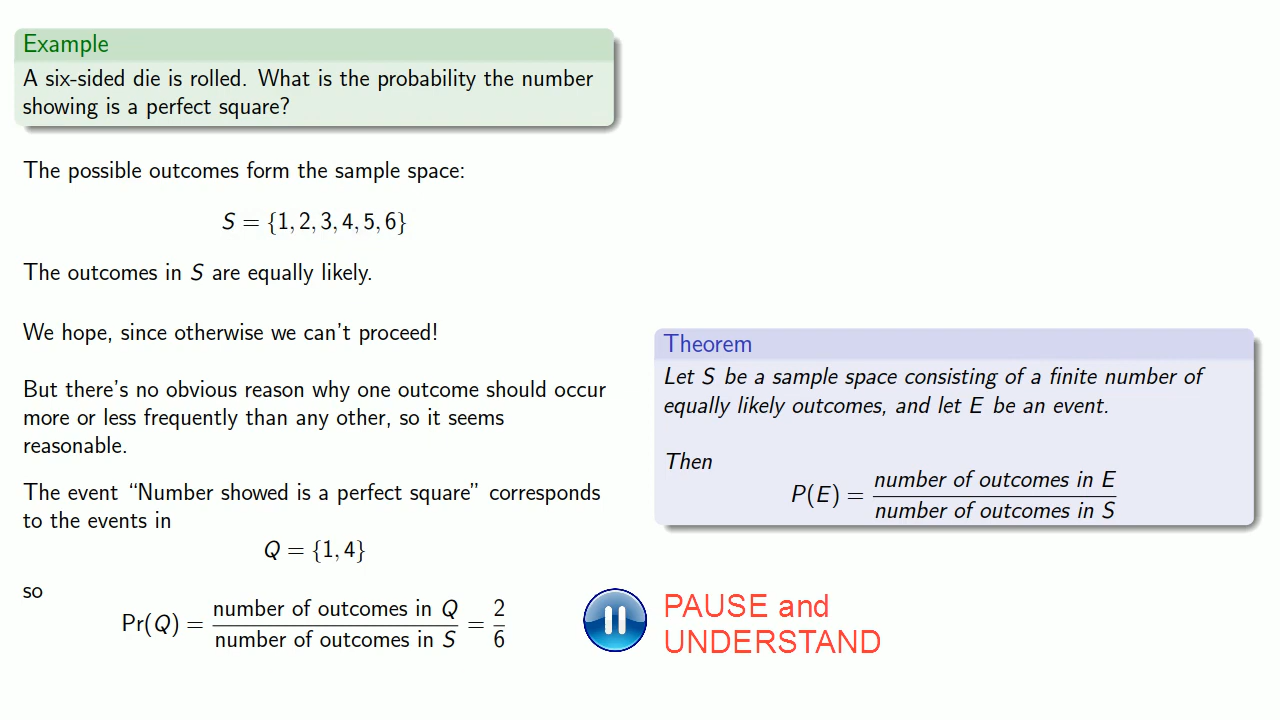 Example
A six-sided die is rolled. What is the probability the number
showing is a perfect square?
The possible outcomes form the sample space:
S = {1, 2, 3, 4, 5, 6}
The outcomes in S are equally likely.
We hope, since otherwise we can't proceed!
But there's no obvious reason why one outcome should occur
more or less frequently than any other, so it seems
reasonable.
The event “Number showed is a perfect square” corresponds
to the events in
Q = {1, 4}
so
Pr(Q) = number of outcomes in Q / number of outcomes in S = 2/6
Theorem
Let S be a sample space consisting of a finite number of
equally likely outcomes, and let E be an event.
Then
P(E) = number of outcomes in E / number of outcomes in S
PAUSE and
UNDERSTAND